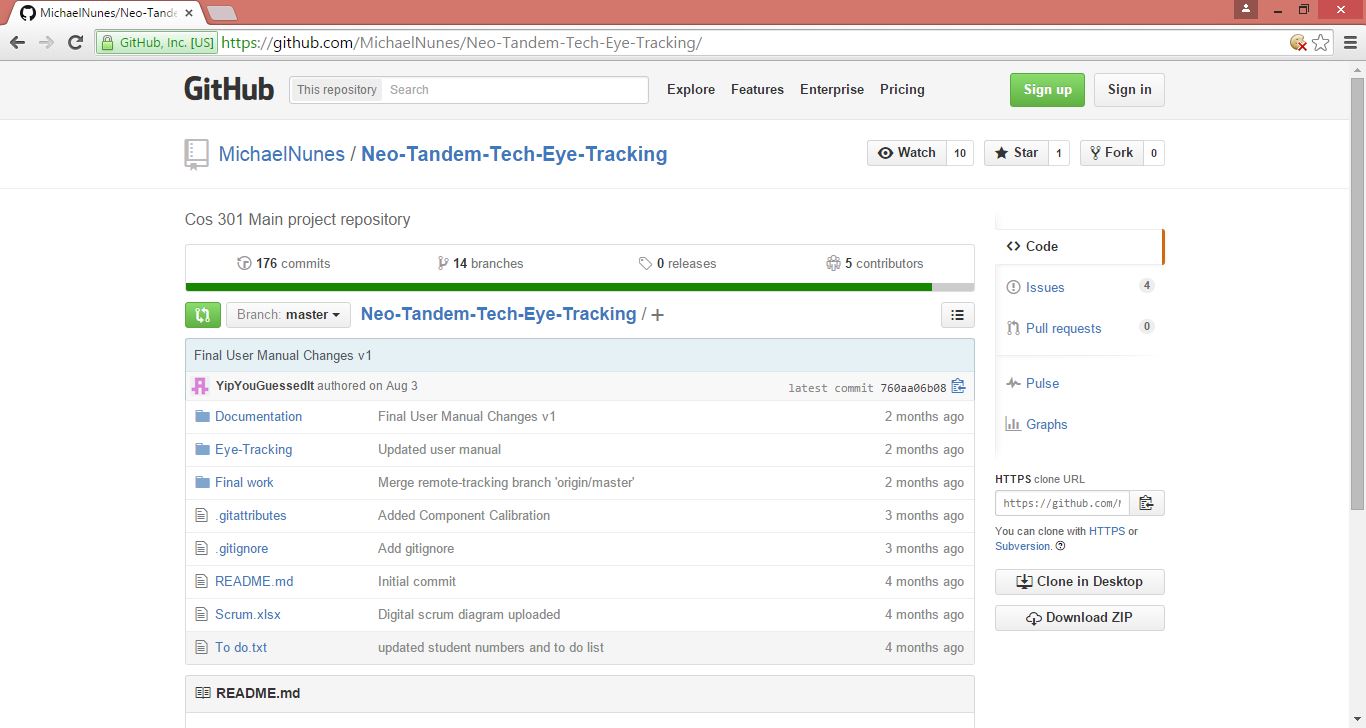 MichaelNunes/Neo-Tande
GitHub, Inc. [US] https://github.com/MichaelNunes/Neo-Tandem-Tech-Eye-Tracking/
GitHub This repository Search Explore Features Enterprise Pricing Sign up Sign in
MichaelNunes / Neo-Tandem-Tech-Eye-Tracking Watch 10 Star 1 Fork 0
Cos 301 Main project repository
176 commits 14 branches 0 releases 5 contributors
Branch: master Neo-Tandem-Tech-Eye-Tracking / +
Final User Manual Changes v1
YipYouGuessedIt authored on Aug 3 latest commit 760aa06b08
Documentation Final User Manual Changes v1 2 months ago
Eye-Tracking Updated user manual 2 months ago
Final work Merge remote-tracking branch 'origin/master' 2 months ago
.gitattributes Added Component Calibration 3 months ago
.gitignore Add gitignore 3 months ago
README.md Initial commit 4 months ago
Scrum.xlsx Digital scrum diagram uploaded 4 months ago
To do.txt updated student numbers and to do list 4 months ago
README.md
Code
Issues 4
Pull requests 0
Pulse
Graphs
HTTPS clone URL
https://github.com/M
You can clone with HTTPS or
Subversion.
Clone in Desktop
Download ZIP